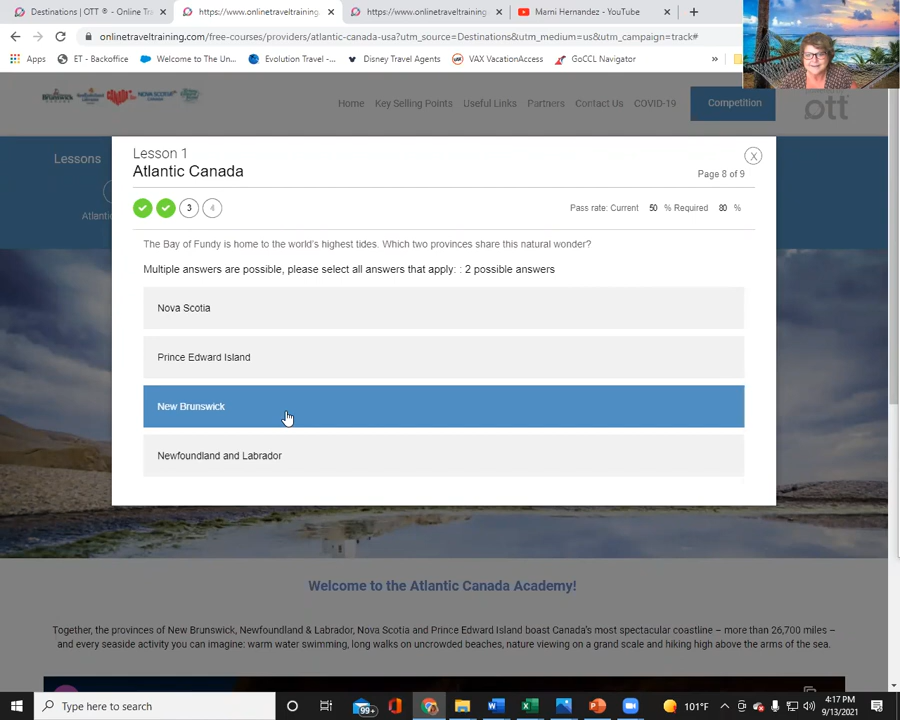 Destinations | OTT ® - Online Tra
https://www.onlinetraveltraining.
https://www.onlinetraveltraining
Marni Hernandez - YouTube
onlinetraveltraining.com/free-courses/providers/atlantic-canada-usa?utm_source=Destinations&utm_medium=us&utm_campaign=track#
Apps
ET - Backoffice
Welcome to The Un...
Evolution Travel -...
Disney Travel Agents
VAX VacationAccess
GoCCL Navigator
»
Home
Key Selling Points
Useful Links
Partners
Contact Us
COVID-19
Competition
ott
Lessons
Atlantic
Lesson 1
Atlantic Canada
X
Page 8 of 9
3
4
Pass rate: Current 50 % Required 80 %
The Bay of Fundy is home to the world's highest tides. Which two provinces share this natural wonder?
Multiple answers are possible, please select all answers that apply: : 2 possible answers
Nova Scotia
Prince Edward Island
New Brunswick
Newfoundland and Labrador
Welcome to the Atlantic Canada Academy!
Together, the provinces of New Brunswick, Newfoundland & Labrador, Nova Scotia and Prince Edward Island boast Canada's most spectacular coastline – more than 26,700 miles –
and every seaside activity you can imagine: warm water swimming, long walks on uncrowded beaches, nature viewing on a grand scale and hiking high above the arms of the sea.
Type here to search
99+
101°F
4:17 PM
9/13/2021